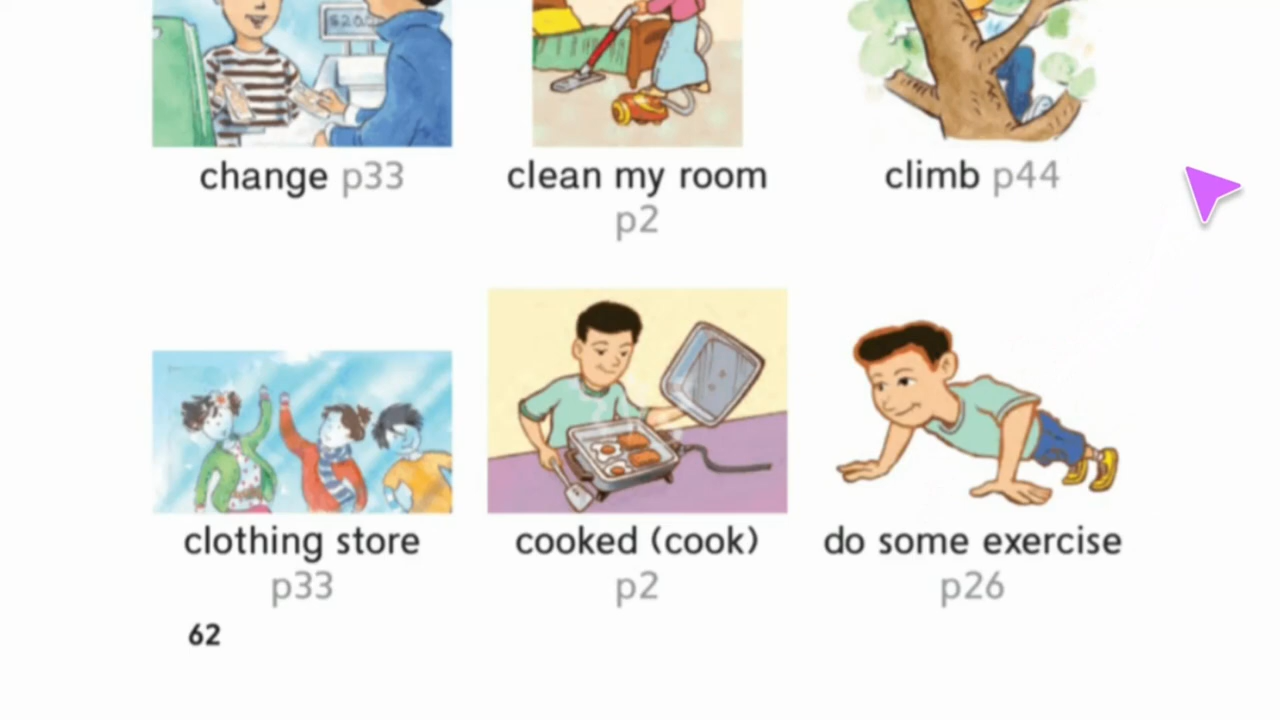 $200
change p33
clean my room
p2
climb p44
clothing store
p33
cooked (cook)
p2
do some exercise
p26
62